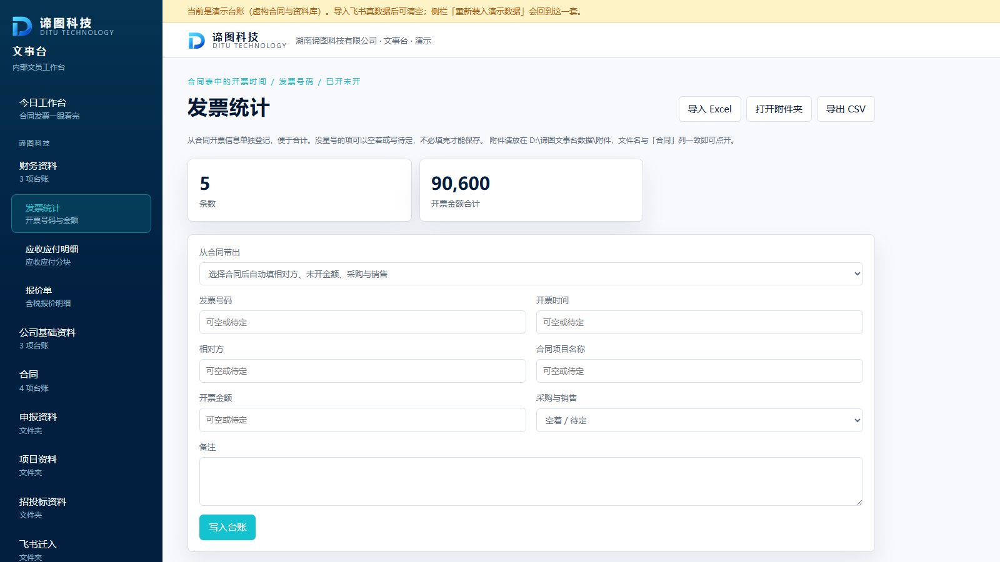 当前是演示台账（虚构合同与资料库）。导入飞书真数据后可清空；侧栏「重新装入演示数据」会回到这一套。
谛图科技
DITU TECHNOLOGY
文事台
内部文员工作台
今日工作台
合同发票一眼看完
谛图科技
财务资料
3 项台账
发票统计
开票号码与金额
应收应付明细
应收应付分块
报价单
含税报价明细
公司基础资料
3 项台账
合同
4 项台账
申报资料
文件夹
项目资料
文件夹
招投标资料
文件夹
飞书迁入
文件夹
谛图科技
DITU TECHNOLOGY
湖南谛图科技有限公司 · 文事台 · 演示
合同表中的开票时间 / 发票号码 / 已开未开
发票统计
导入 Excel
打开附件夹
导出 CSV
从合同开票信息单独登记，便于合计。没星号的项可以空着或写待定，不必填完才能保存。 附件请放在 D:\谛图文事台数据\附件，文件名与「合同」列一致即可点开。
5
条数
90,600
开票金额合计
从合同带出
选择合同后自动填相对方、未开金额、采购与销售
发票号码
开票时间
可空或待定
可空或待定
相对方
合同项目名称
可空或待定
可空或待定
开票金额
采购与销售
可空或待定
空着 / 待定
备注
写入台账